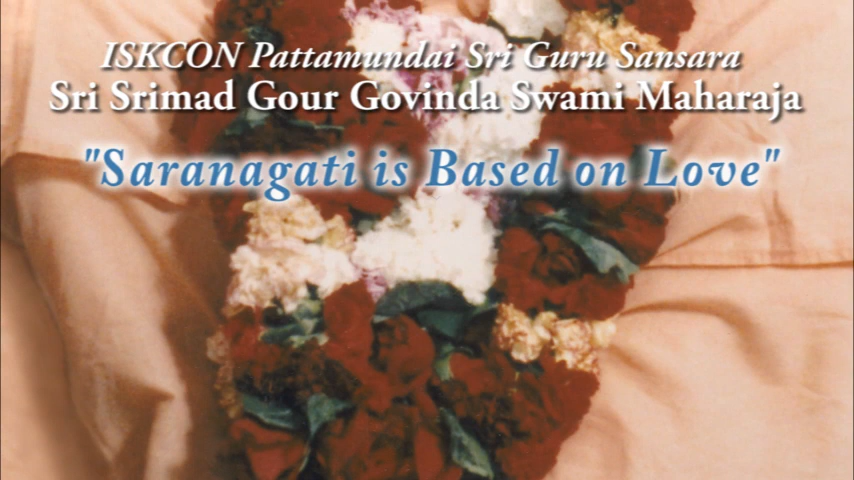 ISKCON Pattamundai Sri Guru Sansara
Sri Srimad Gour Govinda Swami Maharaja
"Saranagati is Based on Love"